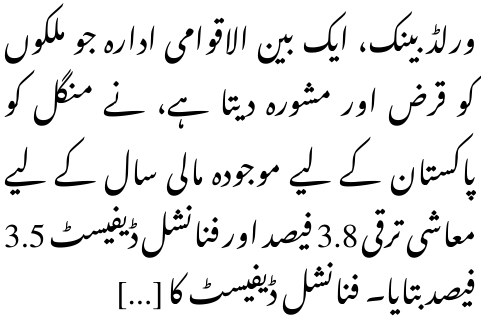 ورلڈ بینک، ایک بین الاقوامی ادارہ جو ملکوں
کو قرض اور مشورہ دیتا ہے، نے منگل کو
پاکستان کے لیے موجودہ مالی سال کے لیے
معاشی ترقی 3.8 فیصد اور فنانشل ڈیفیسٹ 3.5
فیصد بتایا۔ فنانشل ڈیفیسٹ کا [...]